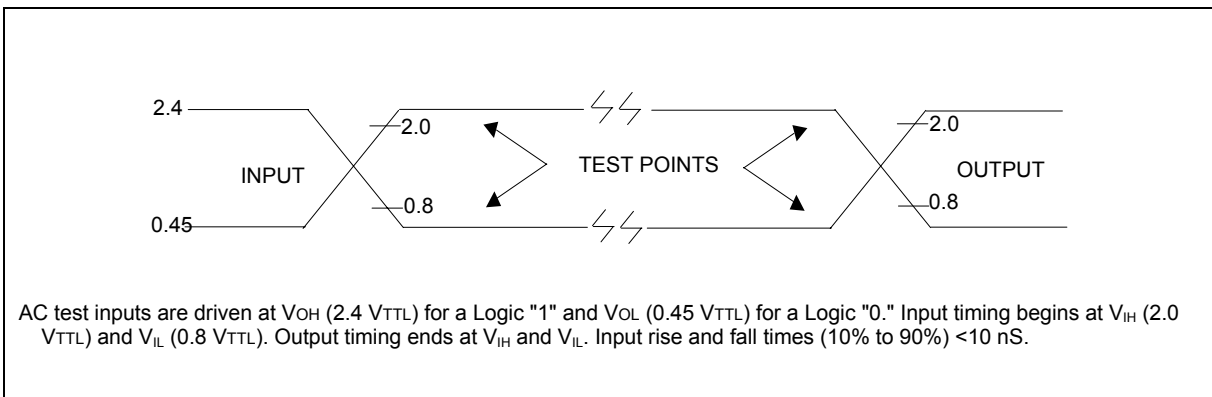 2.4
2.0
2.0
INPUT
TEST POINTS
OUTPUT
0.8
0.8
0.45
AC test inputs are driven at VOH (2.4 VTTL) for a Logic "1" and VOL (0.45 VTTL) for a Logic "0." Input timing begins at VIH (2.0
VTTL) and VIL (0.8 VTTL). Output timing ends at VIH and VIL. Input rise and fall times (10% to 90%) <10 nS.